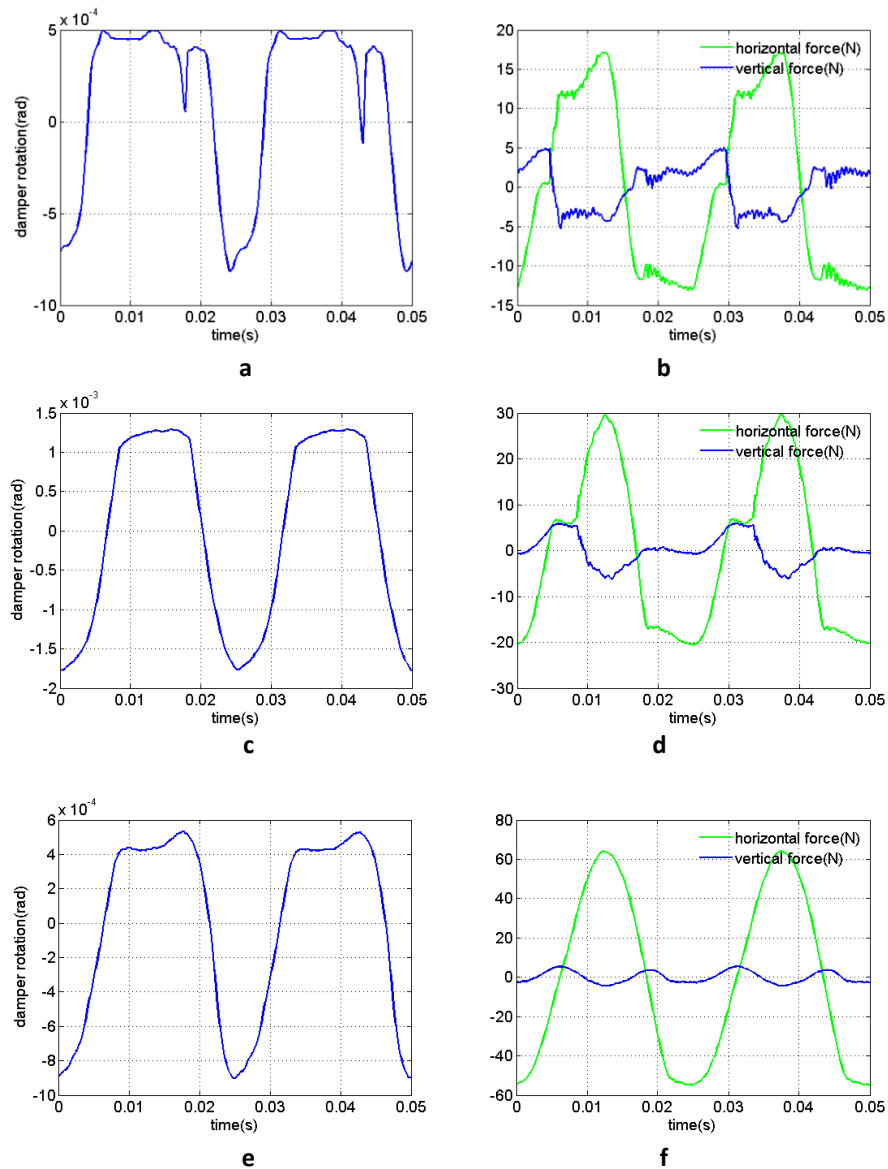 x 10⁻⁴
5
0
-5
-10
damper rotation(rad)
0 0.01 0.02 0.03 0.04 0.05
time(s)
a
20
15
10
5
0
-5
-10
-15
horizontal force(N)
vertical force(N)
0 0.01 0.02 0.03 0.04 0.05
time(s)
b
x 10⁻³
1.5
1
0.5
0
-0.5
-1
-1.5
-2
damper rotation(rad)
0 0.01 0.02 0.03 0.04 0.05
time(s)
c
30
20
10
0
-10
-20
-30
horizontal force(N)
vertical force(N)
0 0.01 0.02 0.03 0.04 0.05
time(s)
d
x 10⁻⁴
6
4
2
0
-2
-4
-6
-8
-10
damper rotation(rad)
0 0.01 0.02 0.03 0.04 0.05
time(s)
e
80
60
40
20
0
-20
-40
-60
horizontal force(N)
vertical force(N)
0 0.01 0.02 0.03 0.04 0.05
time(s)
f